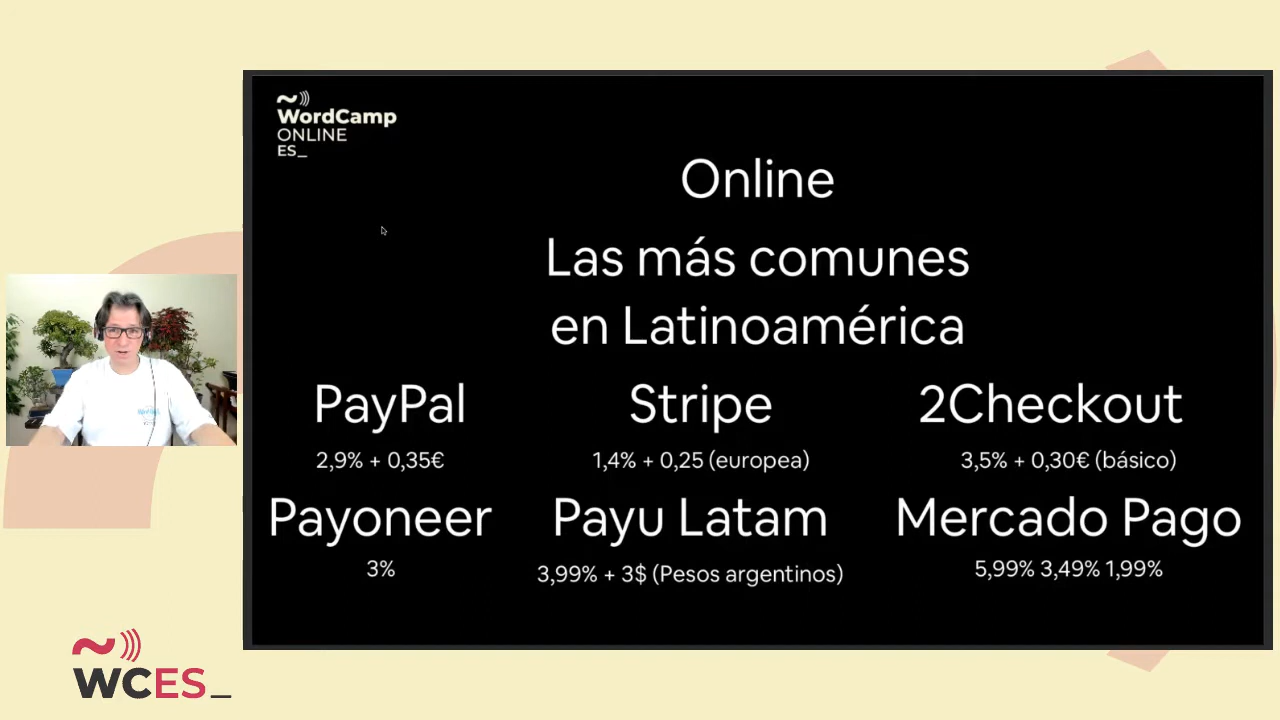 WordCamp
ONLINE
ES_
Online
Las más comunes
en Latinoamérica
PayPal Stripe 2Checkout
2,9% + 0,35€ 1,4% + 0,25 (europea) 3,5% + 0,30€ (básico)
Payoneer Payu Latam Mercado Pago
3% 3,99% + 3$ (Pesos argentinos) 5,99% 3,49% 1,99%
WCES_